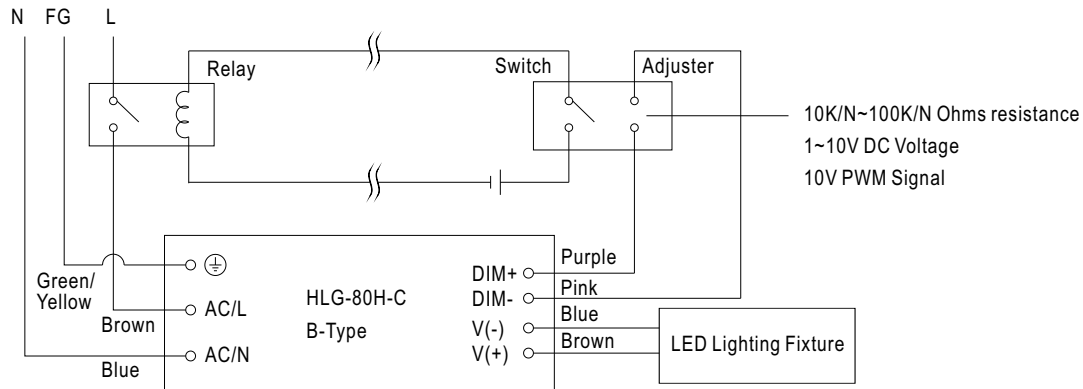 N FG L
Relay
Switch
Adjuster
10K/N~100K/N Ohms resistance
1~10V DC Voltage
10V PWM Signal
Green/
Yellow
Brown
Blue
AC/L
AC/N
HLG-80H-C
B-Type
DIM+
DIM-
V(-)
V(+)
Purple
Pink
Blue
Brown
LED Lighting Fixture